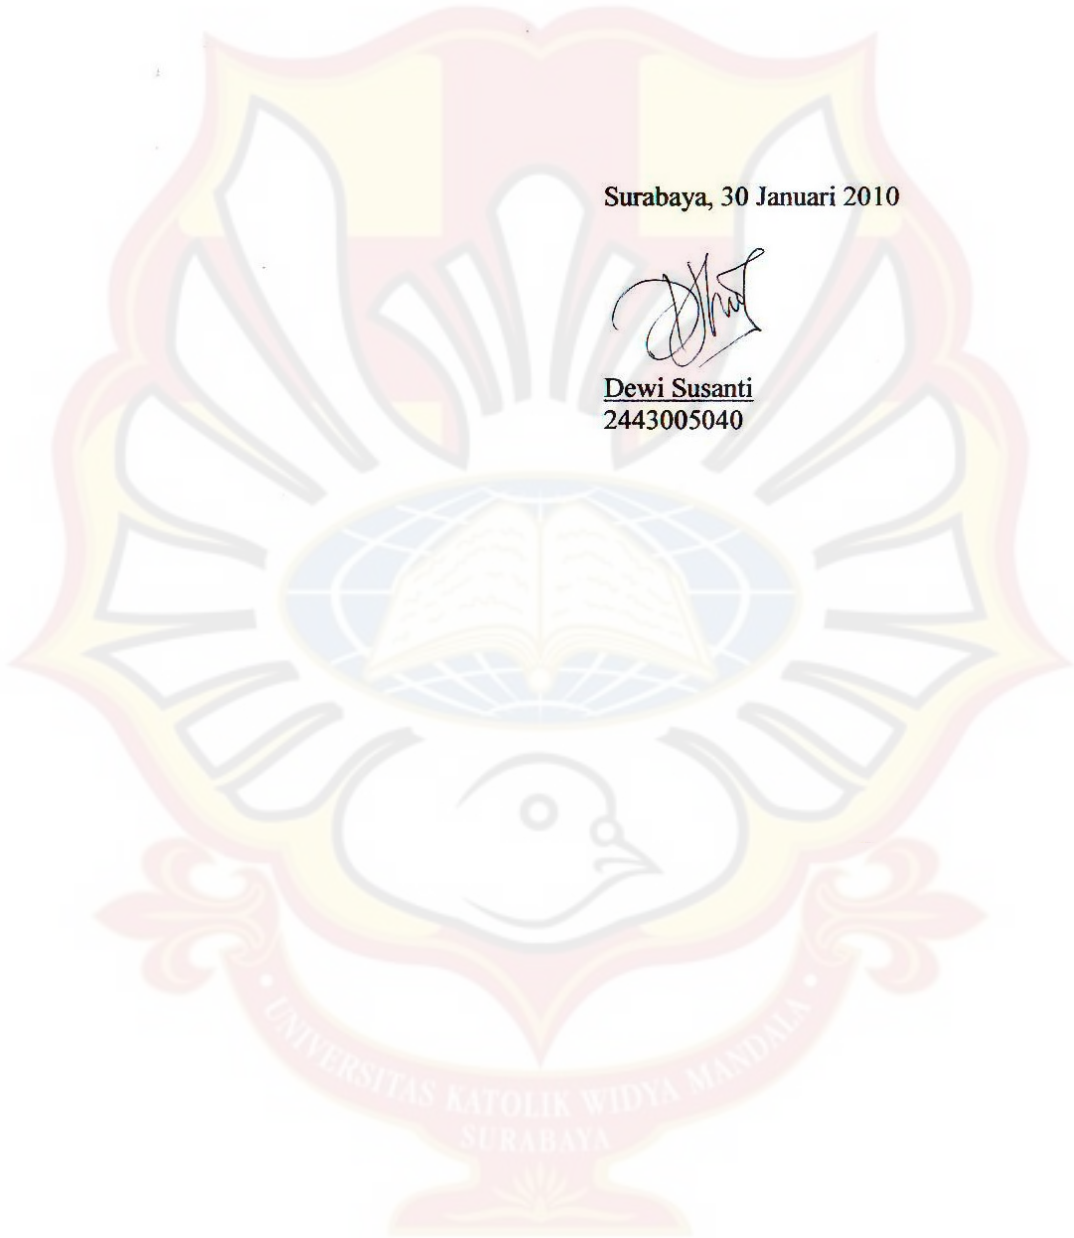 Surabaya, 30 Januari 2010
Dewi Susanti
2443005040
UNIVERSITAS KATOLIK WIDYA MANDALA
SURABAYA